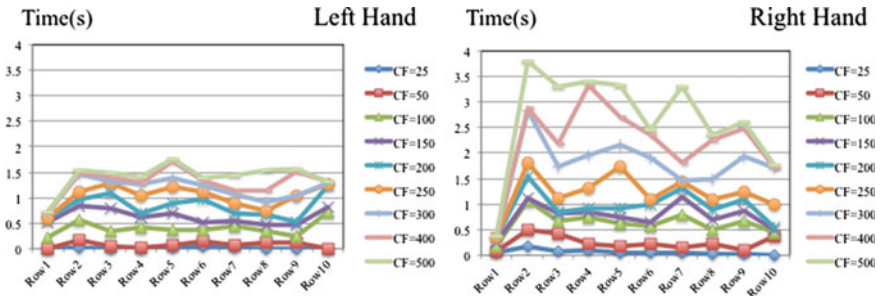 Time(s) Left Hand
4
3.5
3
2.5
2
1.5
1
0.5
0
Row1 Row2 Row3 Row4 Row5 Row6 Row7 Row8 Row9 Row10
CF=25
CF=50
CF=100
CF=150
CF=200
CF=250
CF=300
CF=400
CF=500
Time(s) Right Hand
4
3.5
3
2.5
2
1.5
1
0.5
0
Row1 Row2 Row3 Row4 Row5 Row6 Row7 Row8 Row9 Row10
CF=25
CF=50
CF=100
CF=150
CF=200
CF=250
CF=300
CF=400
CF=500